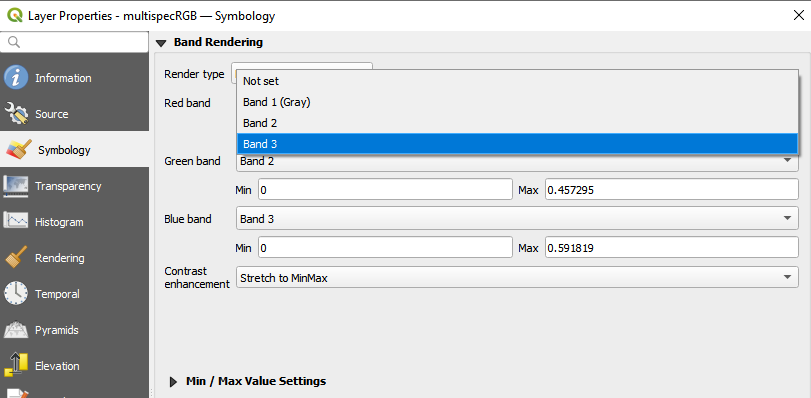 Layer Properties - multispecRGB — Symbology
Band Rendering
Information
Source
Symbology
Transparency
Histogram
Rendering
Temporal
Pyramids
Elevation
Render type
Red band
Not set
Band 1 (Gray)
Band 2
Band 3
Green band Band 2
Min 0 Max 0.457295
Blue band Band 3
Min 0 Max 0.591819
Contrast
enhancement Stretch to MinMax
Min / Max Value Settings